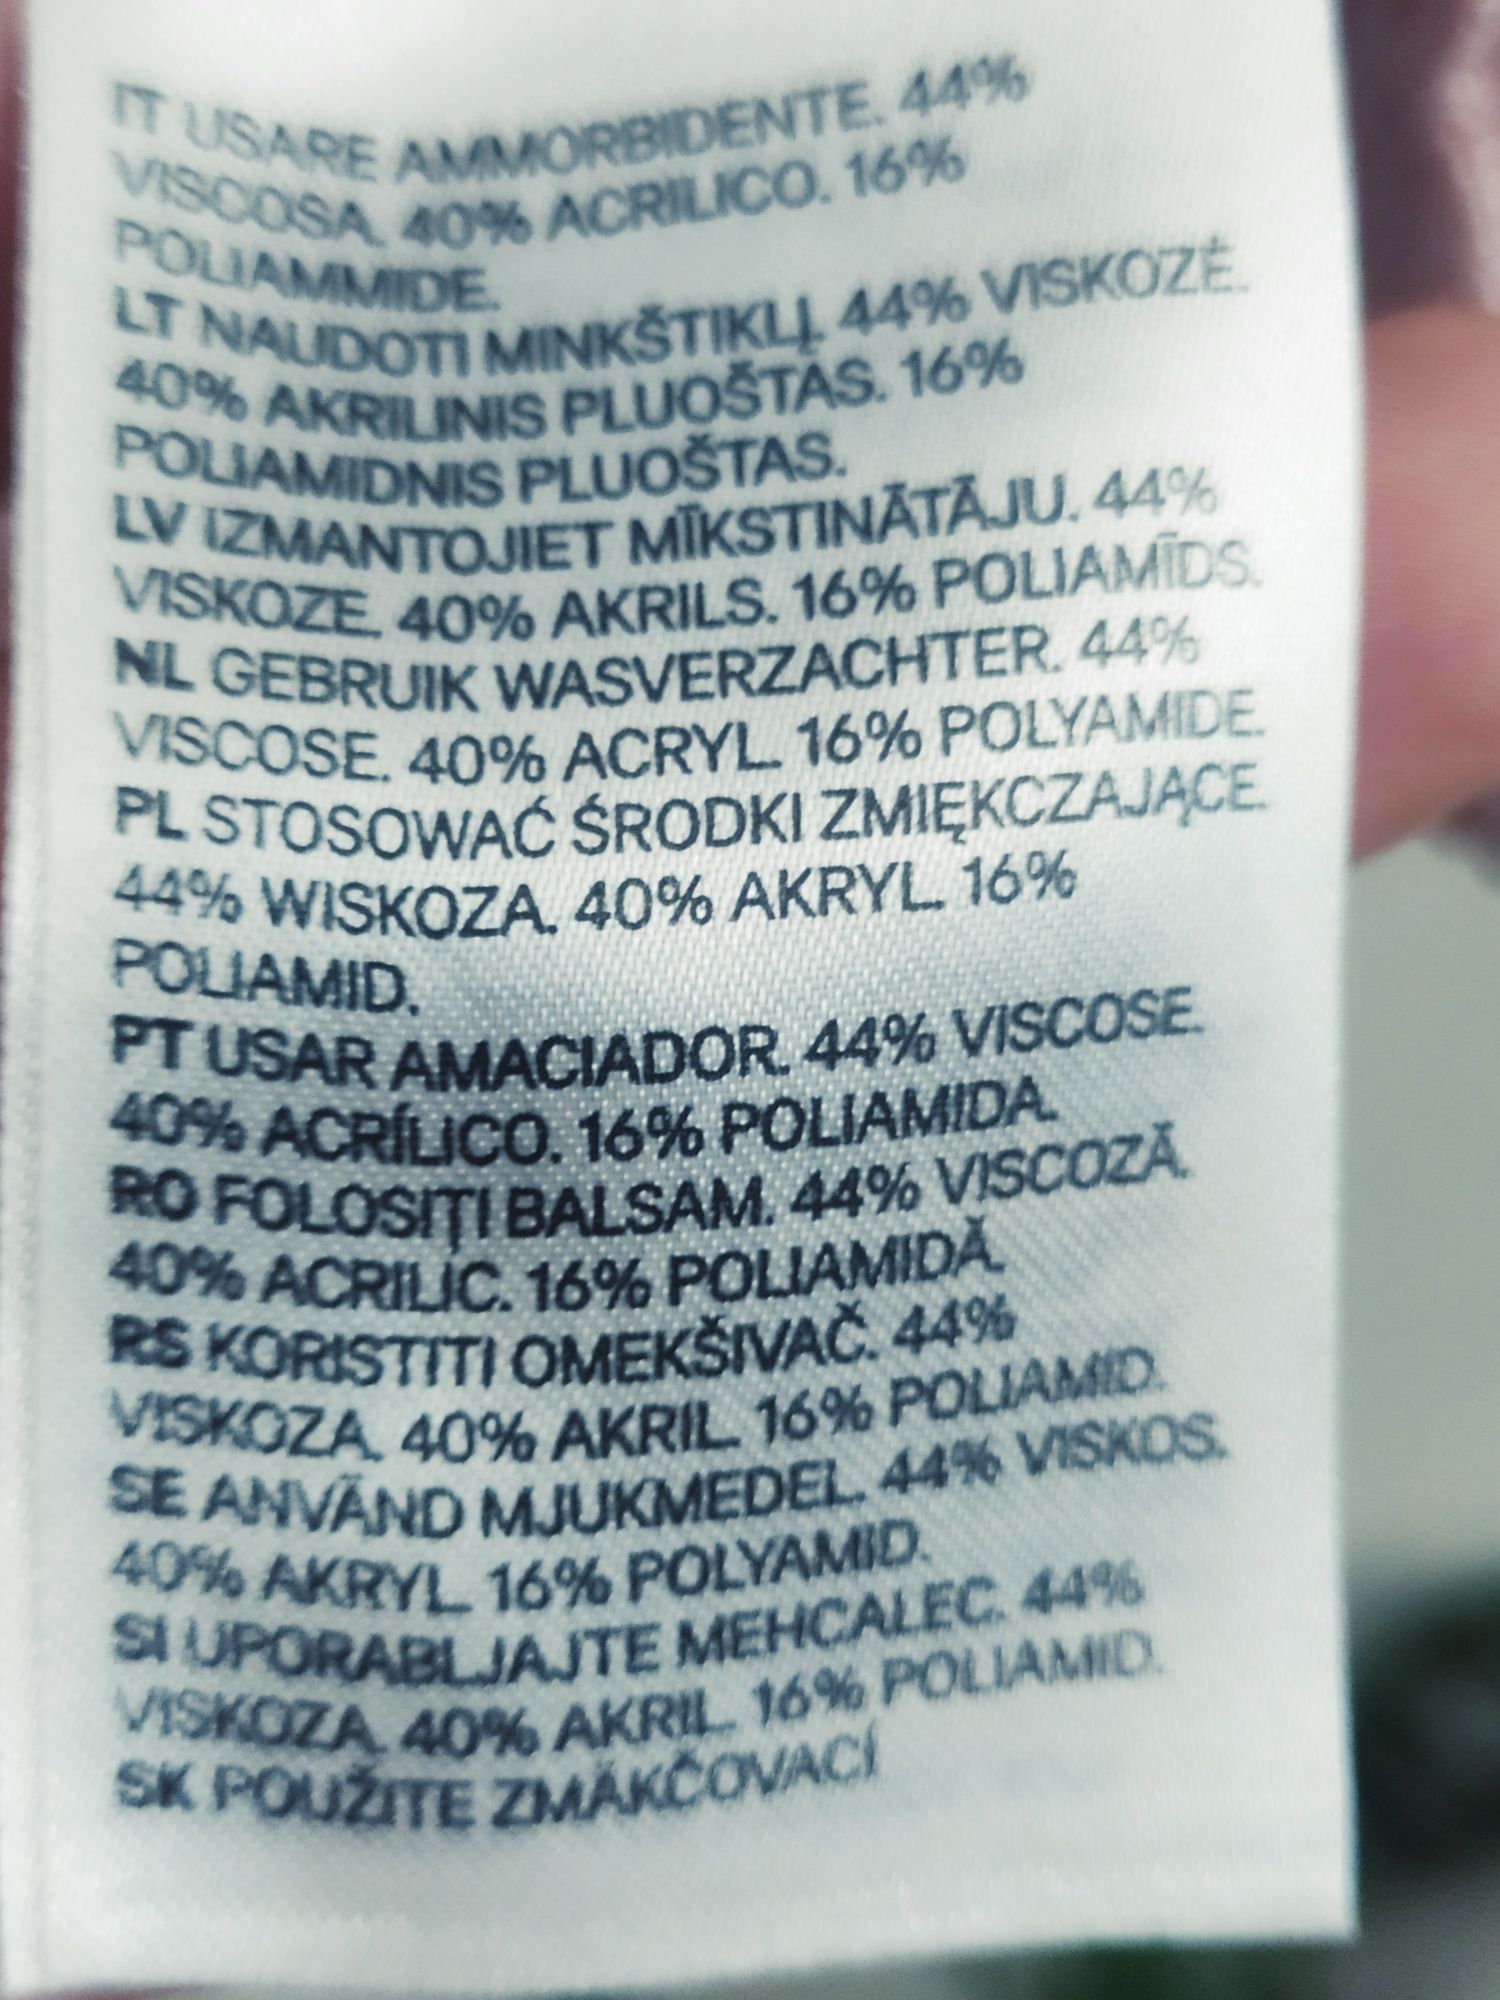 IT USARE AMMORBIDENTE. 44%
VISCOSA. 40% ACRILICO. 16%
POLIAMMIDE.
LT NAUDOTI MINKŠTIKLĮ. 44% VISKOZĖ.
40% AKRILINIS PLUOŠTAS. 16%
POLIAMIDNIS PLUOŠTAS.
LV IZMANTOJIET MĪKSTINĀTĀJU. 44%
VISKOZE. 40% AKRILS. 16% POLIAMĪDS.
NL GEBRUIK WASVERZACHTER. 44%
VISCOSE. 40% ACRYL. 16% POLYAMIDE.
PL STOSOWAĆ ŚRODKI ZMIĘKCZAJĄCE.
44% WISKOZA. 40% AKRYL. 16%
POLIAMID.
PT USAR AMACIADOR. 44% VISCOSE.
40% ACRÍLICO. 16% POLIAMIDA.
RO FOLOSIȚI BALSAM. 44% VISCOZĂ.
40% ACRILIC. 16% POLIAMIDĂ.
RS KORISTITI OMEKŠIVAČ. 44%
VISKOZA. 40% AKRIL. 16% POLIAMID.
SE ANVÄND MJUKMEDEL. 44% VISKOS.
40% AKRYL. 16% POLYAMID.
SI UPORABLJAJTE MEHCALEC. 44%
VISKOZA. 40% AKRIL. 16% POLIAMID.
SK POUŽITE ZMÄKČOVACÍ